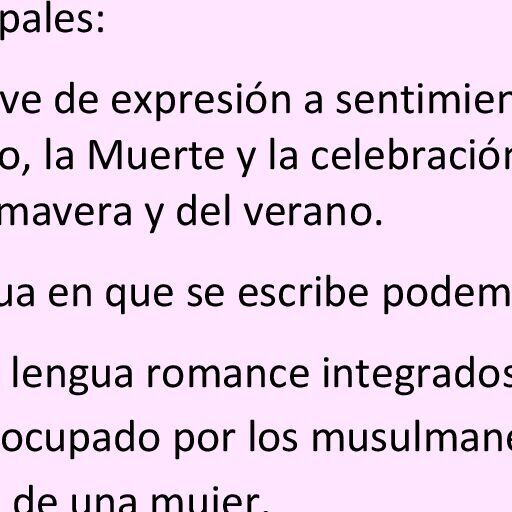 pales:
ve de expresión a sentimien
o, la Muerte y la celebración
mavera y del verano.
ua en que se escribe podem
lengua romance integrados
ocupado por los musulmane
de una mujer.